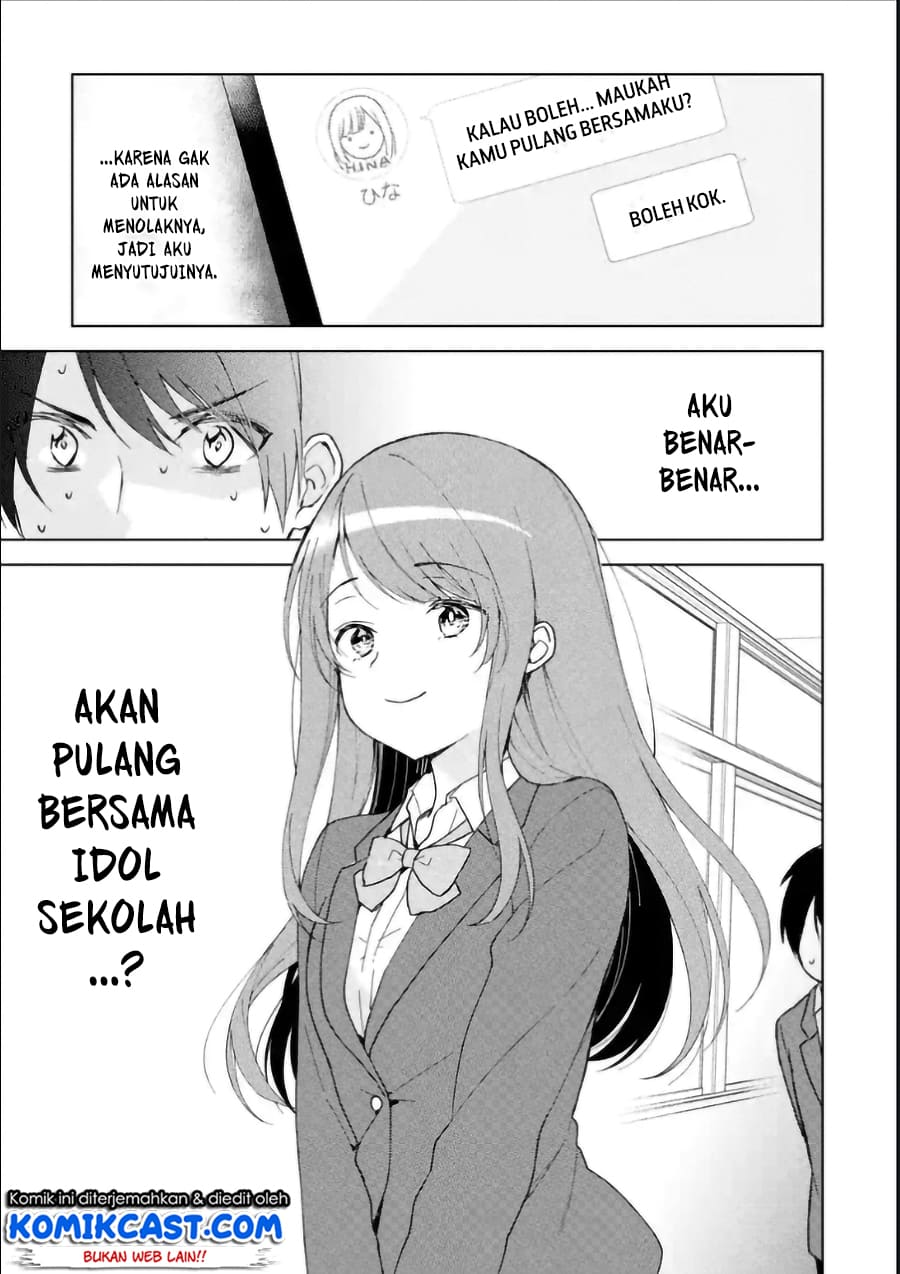 KALAU BOLEH... MAUKAH
KAMU PULANG BERSAMAKU?
HINA
ひな
BOLEH KOK.
...KARENA GAK
ADA ALASAN
UNTUK
MENOLAKNYA,
JADI AKU
MENYUTUJUINYA.
AKU
BENAR-
BENAR...
AKAN
PULANG
BERSAMA
IDOL
SEKOLAH
...?
Komik ini diterjemahkan & diedit oleh
KOMIKCAST.COM
BUKAN WEB LAIN!!